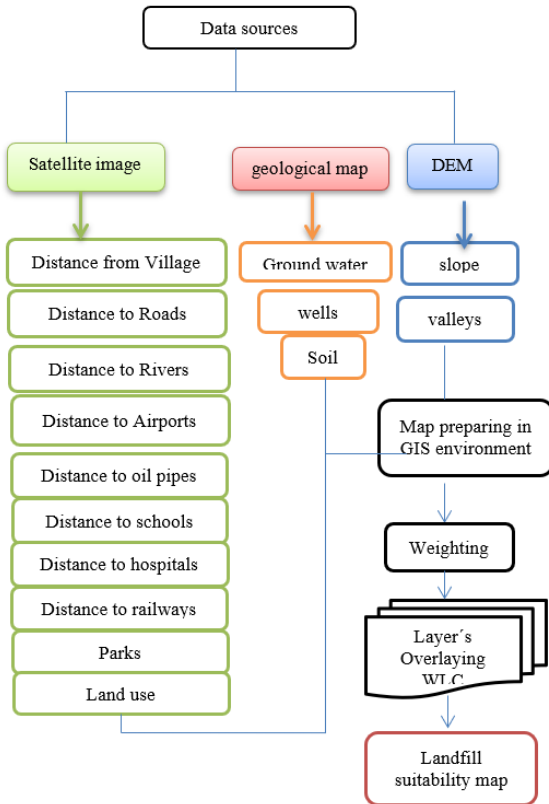 Data sources
Satellite image
geological map
DEM
Distance from Village
Distance to Roads
Distance to Rivers
Distance to Airports
Distance to oil pipes
Distance to schools
Distance to hospitals
Distance to railways
Parks
Land use
Ground water
wells
Soil
slope
valleys
Map preparing in
GIS environment
Weighting
Layer´s
Overlaying
WLC
Landfill
suitability map